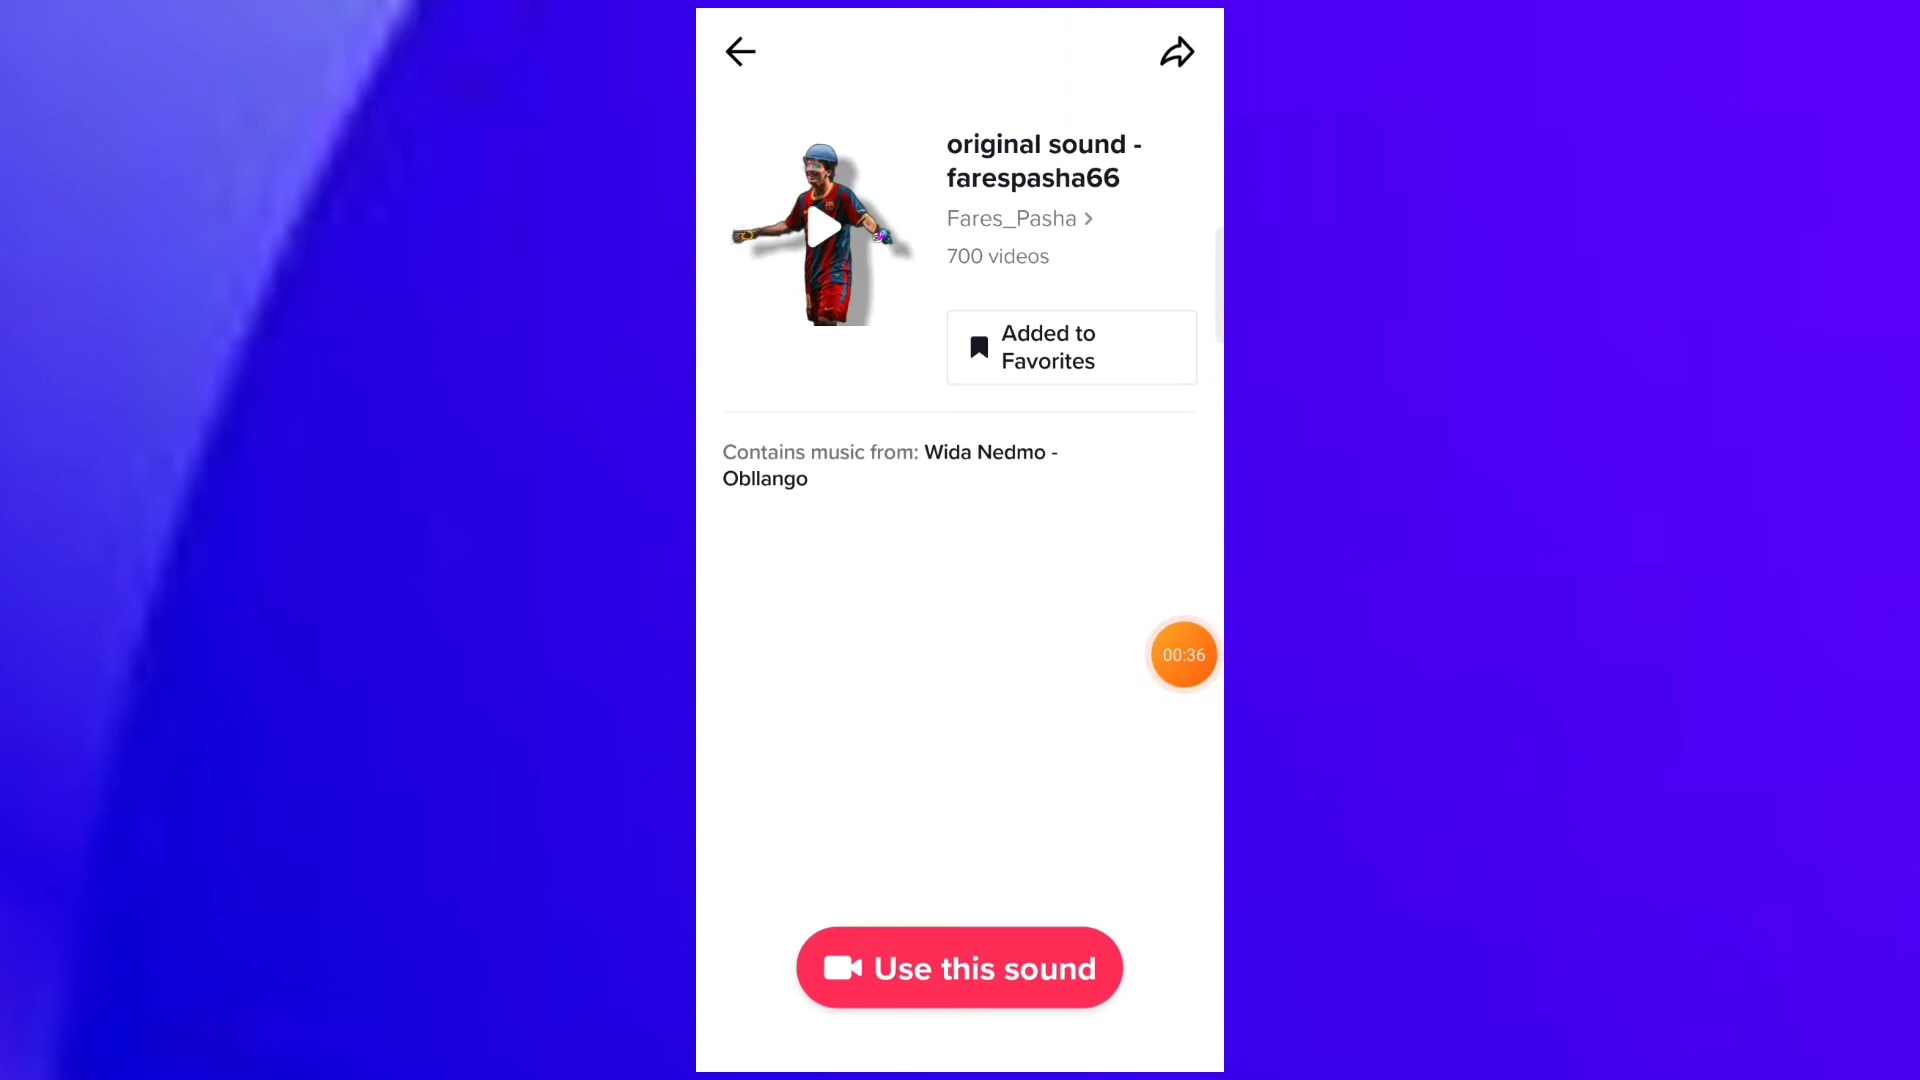 original sound -
farespasha66
Fares_Pasha >
700 videos
Added to
Favorites
Contains music from: Wida Nedmo -
Obllango
00:36
Use this sound